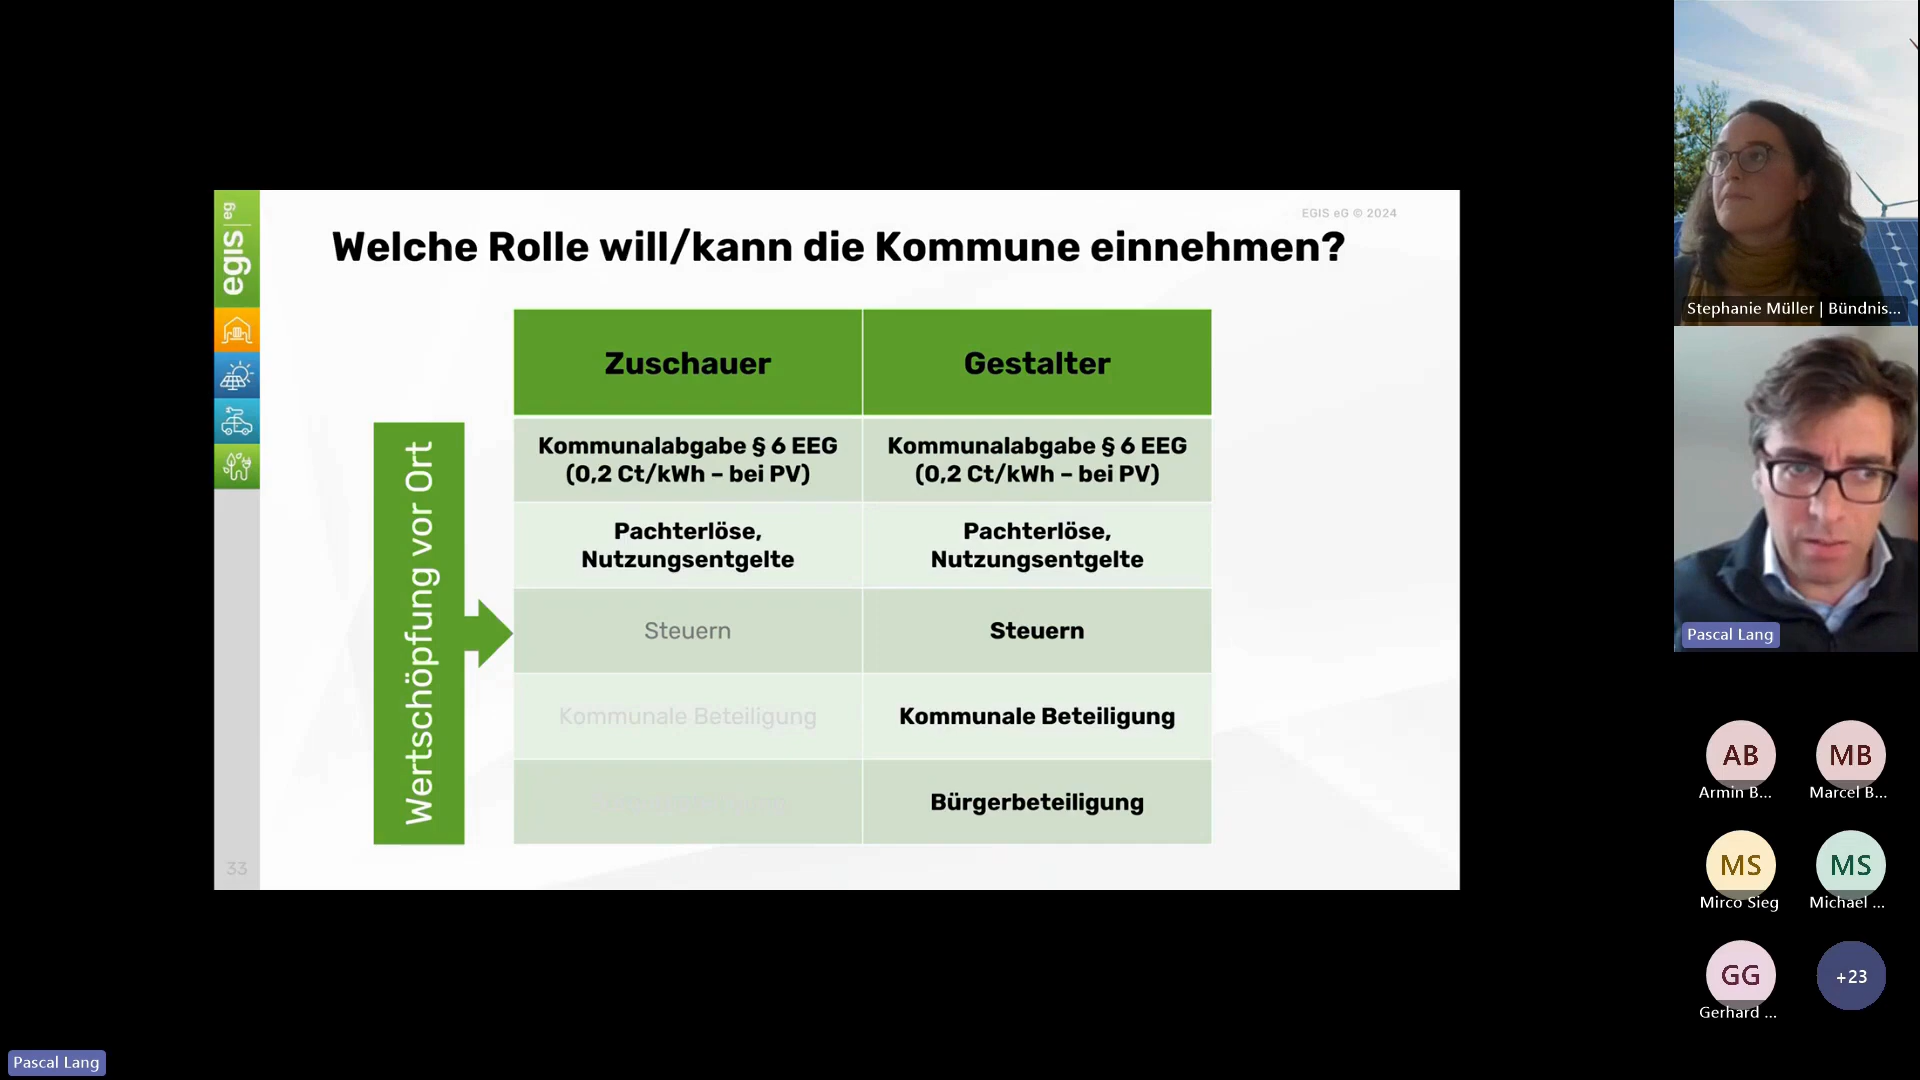 egis eg
EGIS eG © 2024
Welche Rolle will/kann die Kommune einnehmen?
Wertschöpfung vor Ort
Zuschauer
Gestalter
Kommunalabgabe § 6 EEG
(0,2 Ct/kWh – bei PV)
Kommunalabgabe § 6 EEG
(0,2 Ct/kWh – bei PV)
Pachterlöse,
Nutzungsentgelte
Pachterlöse,
Nutzungsentgelte
Steuern
Steuern
Kommunale Beteiligung
Kommunale Beteiligung
Bürgerbeteiligung
33
Stephanie Müller | Bündnis...
Pascal Lang
AB
Armin B...
MB
Marcel B...
MS
Mirco Sieg
MS
Michael ...
GG
Gerhard ...
+23
Pascal Lang